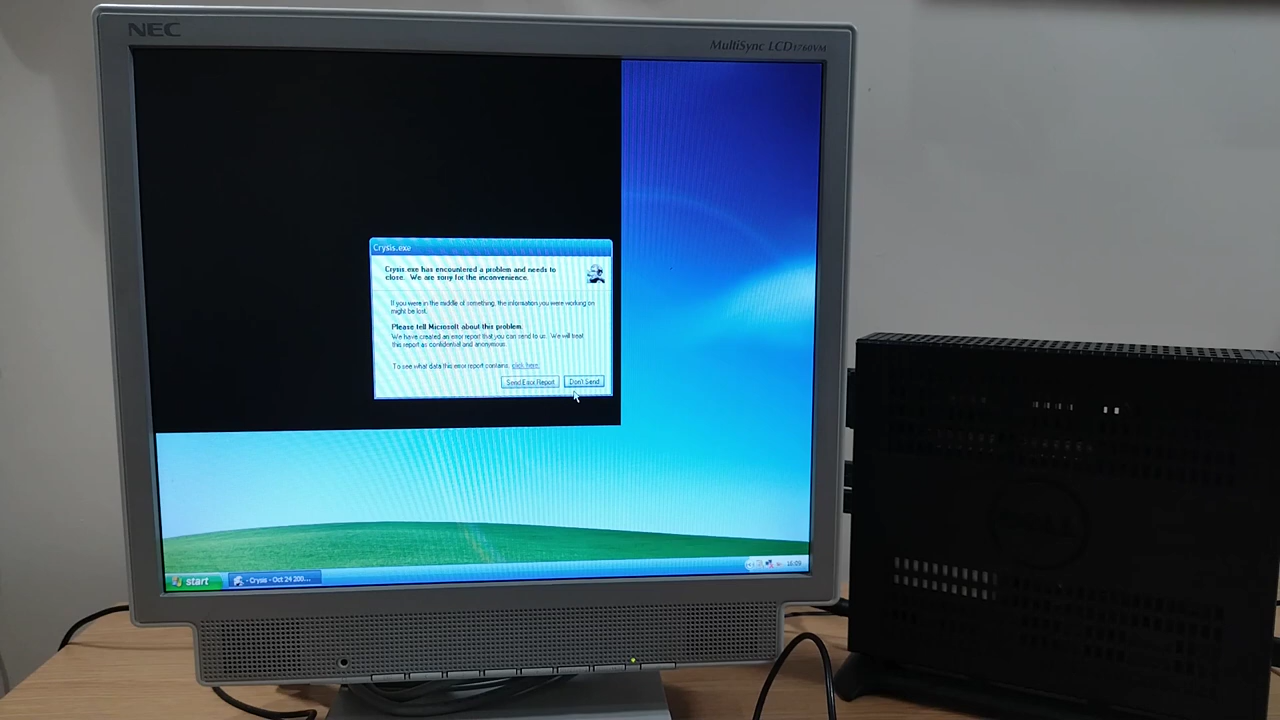 NEC
MultiSync LCD1760VM
Crysis.exe
Crysis.exe has encountered a problem and needs to
close. We are sorry for the inconvenience.
If you were in the middle of something, the information you were working on
might be lost.
Please tell Microsoft about this problem.
We have created an error report that you can send to us. We will treat
this report as confidential and anonymous.
To see what data this error report contains, click here.
Send Error Report
Don't Send
start
- Crysis - Oct 24 200...
16:09
DELL